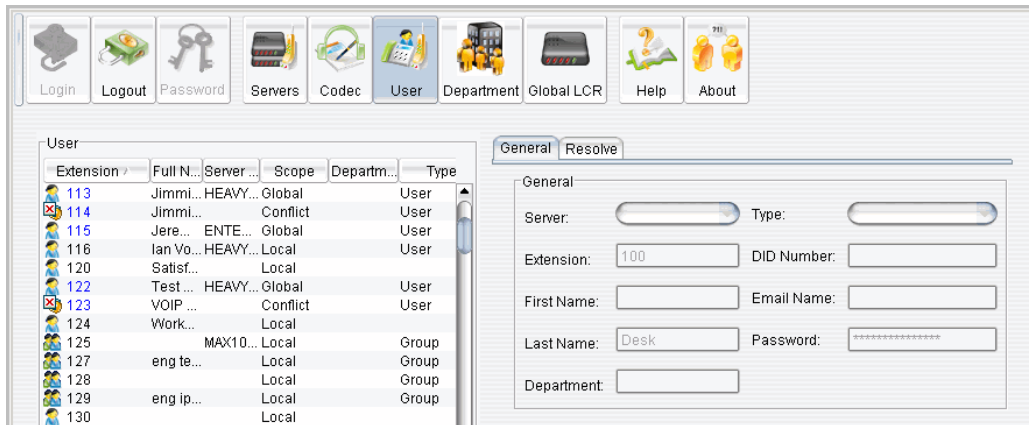 ?!!
Login Logout Password Servers Codec User Department Global LCR Help About
User
Extension Full N... Server ... Scope Departm... Type
113 Jimmi... HEAVY... Global User
114 Jimmi... Conflict User
115 Jere... ENTE... Global User
116 Ian Vo... HEAVY... Local User
120 Satisf... Local
122 Test ... HEAVY... Global User
123 VOIP ... Conflict User
124 Work... Local
125 MAX10... Local Group
127 eng te... Local Group
128 Local Group
129 eng ip... Local Group
130 Local
General Resolve
General
Server: Type:
Extension: 100 DID Number:
First Name: Email Name:
Last Name: Desk Password: ***************
Department: